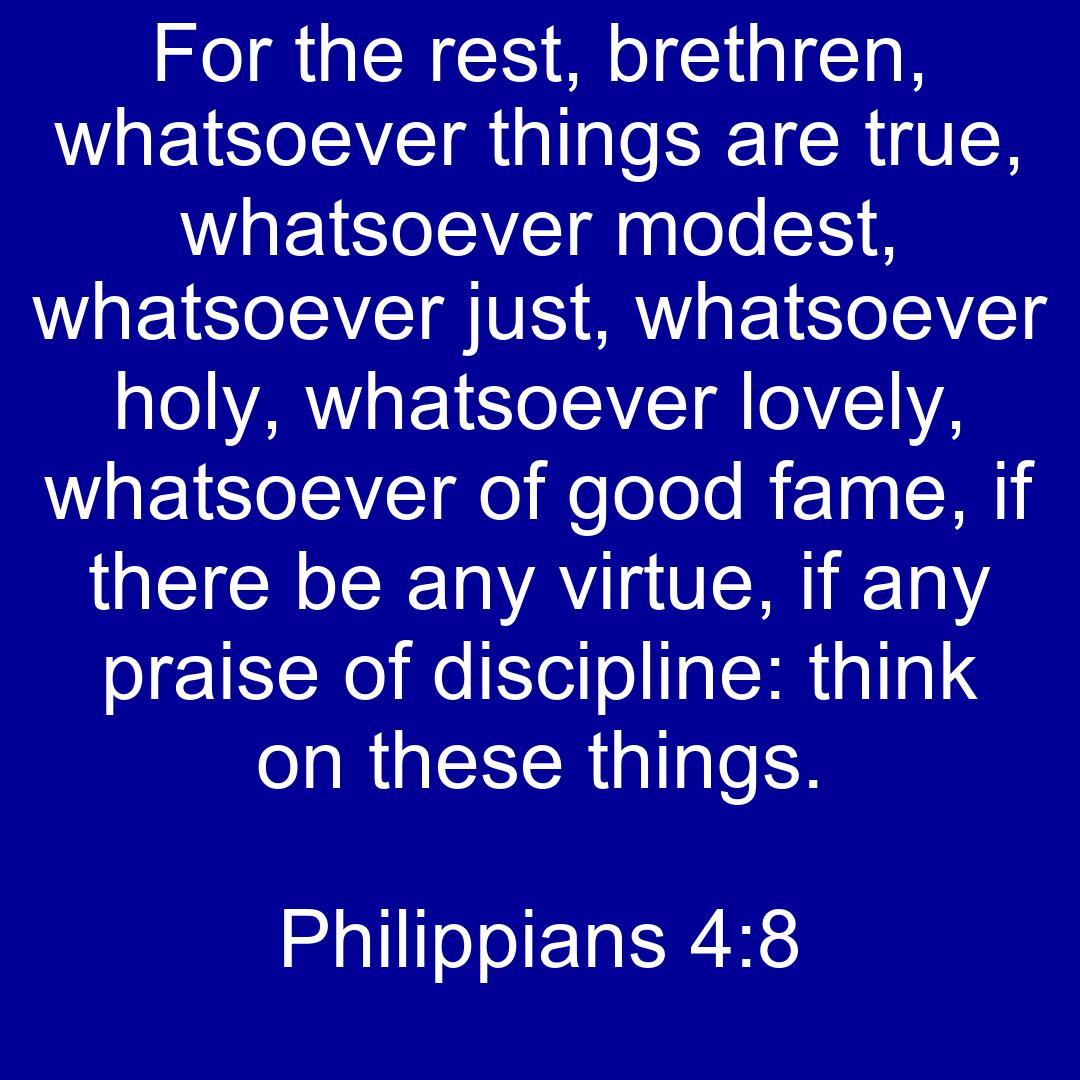 For the rest, brethren,
whatsoever things are true,
whatsoever modest,
whatsoever just, whatsoever
holy, whatsoever lovely,
whatsoever of good fame, if
there be any virtue, if any
praise of discipline: think
on these things.
Philippians 4:8